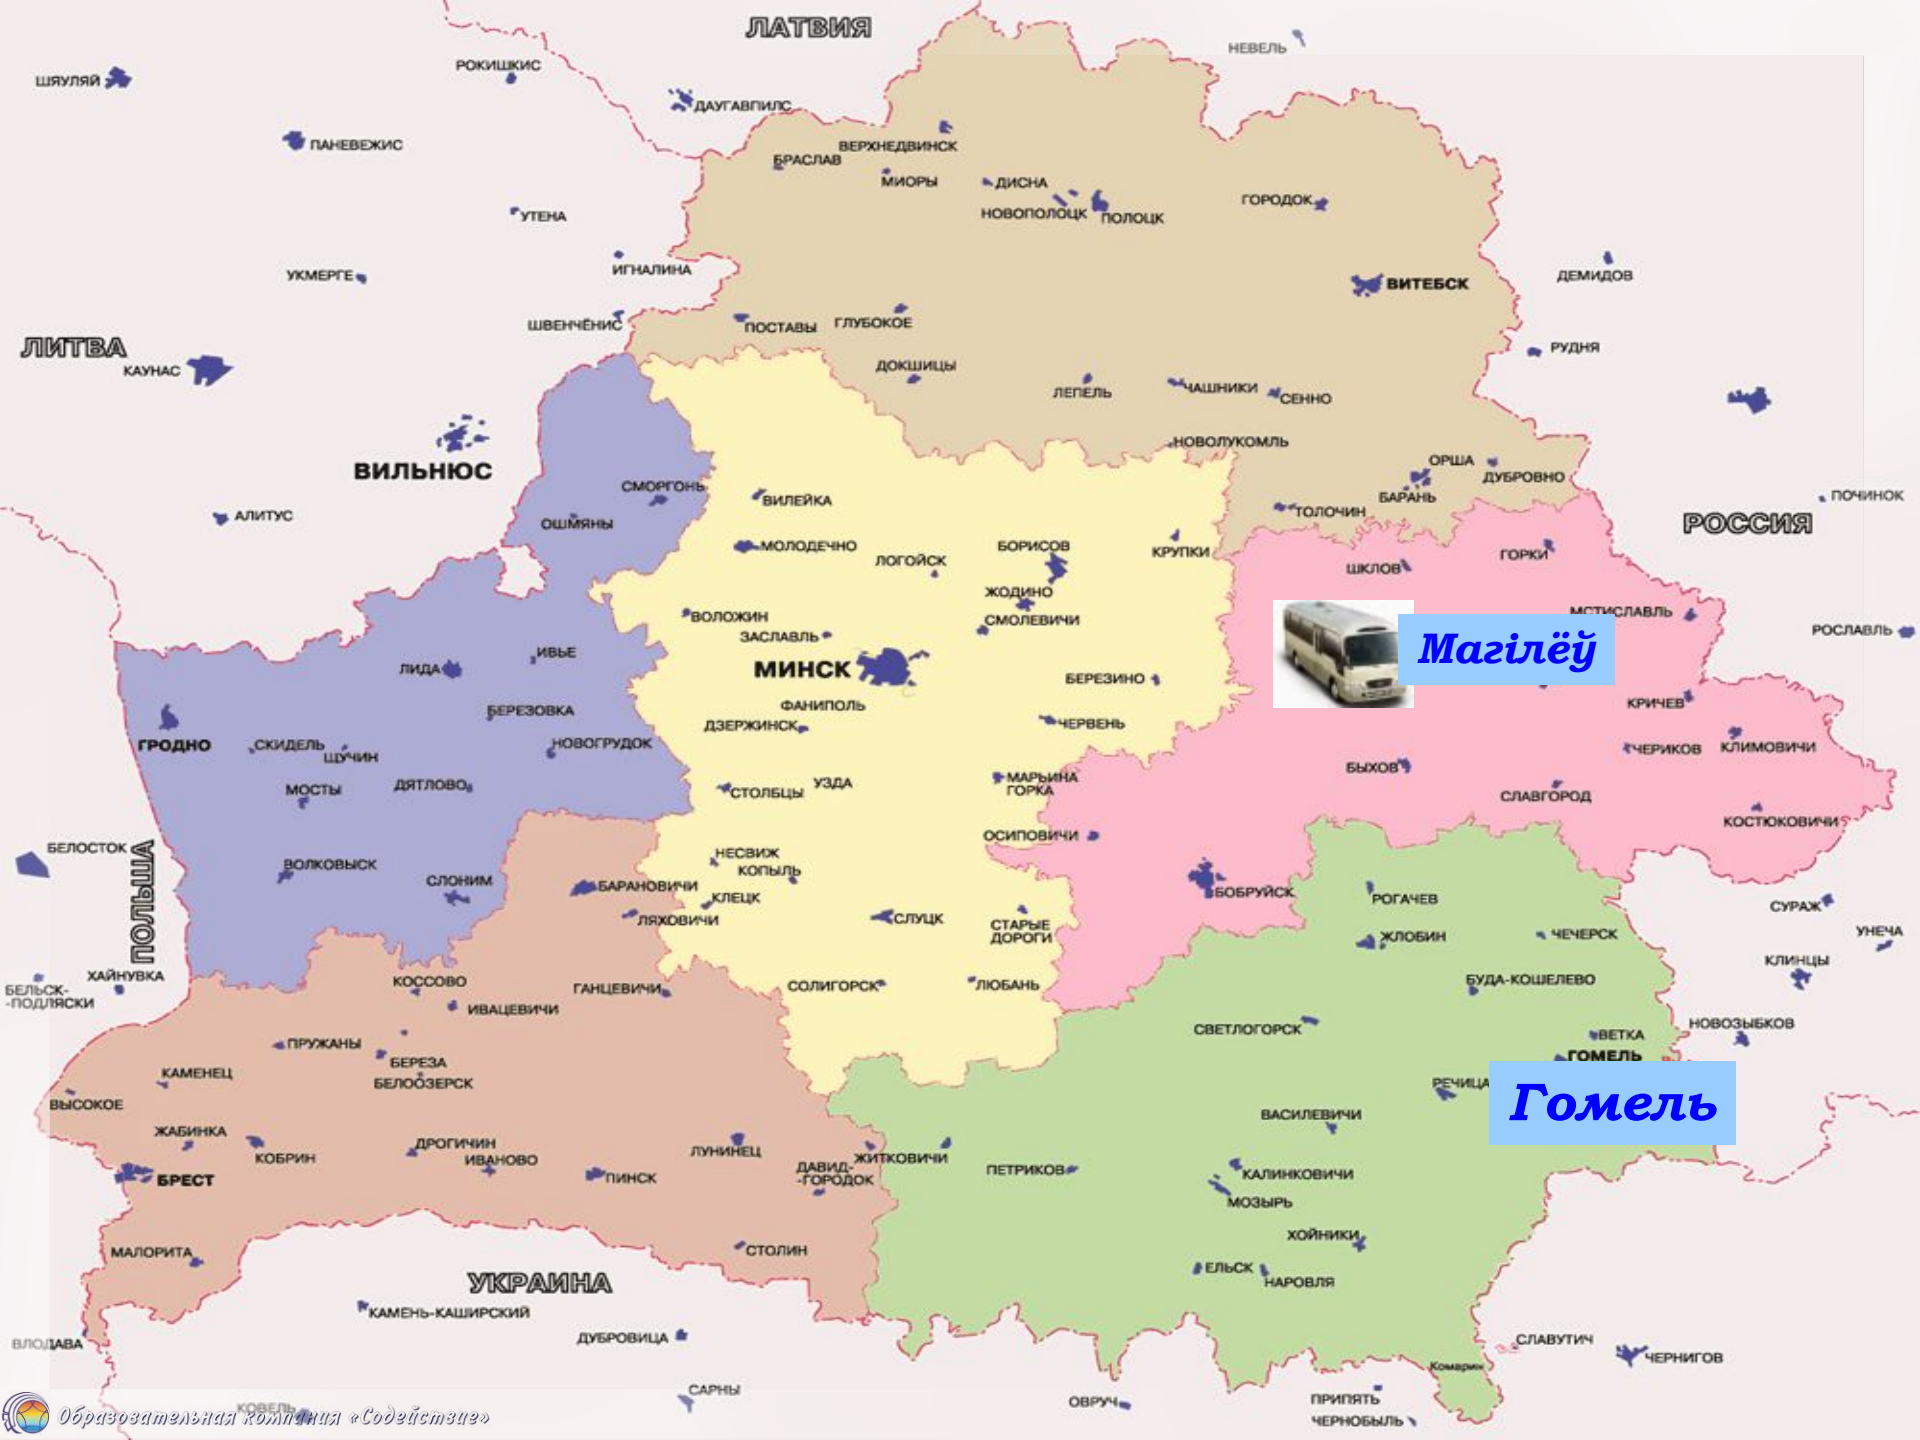 ЛАТВИЯ
НЕВЕЛЬ
РОКИШКИС
ШЯУЛЯЙ
ДАУГАВПИЛС
ПАНЕВЕЖИС
ВЕРХНЕДВИНСК
БРАСЛАВ
МИОРЫ
ДИСНА
НОВОПОЛОЦК
ПОЛОЦК
ГОРОДОК
УТЕНА
ИГНАЛИНА
УКМЕРГЕ
ДЕМИДОВ
ВИТЕБСК
ШВЕНЧЁНИС
ПОСТАВЫ
ГЛУБОКОЕ
ЛИТВА
КАУНАС
РУДНЯ
ДОКШИЦЫ
ЛЕПЕЛЬ
ЧАШНИКИ
СЕННО
НОВОЛУКОМЛЬ
ВИЛЬНЮС
ОРША
ДУБРОВНО
БАРАНЬ
ТОЛОЧИН
СМОРГОНЬ
ВИЛЕЙКА
ПОЧИНОК
АЛИТУС
ОШМЯНЫ
РОССИЯ
МОЛОДЕЧНО
ЛОГОЙСК
БОРИСОВ
КРУПКИ
ШКЛОВ
ГОРКИ
ЖОДИНО
СМОЛЕВИЧИ
ВОЛОЖИН
ЗАСЛАВЛЬ
МСТИСЛАВЛЬ
РОСЛАВЛЬ
Магілёў
ИВЬЕ
ЛИДА
МИНСК
БЕРЕЗИНО
БЕРЕЗОВКА
ФАНИПОЛЬ
ДЗЕРЖИНСК
ЧЕРВЕНЬ
КРИЧЕВ
ГРОДНО
СКИДЕЛЬ
ЩУЧИН
НОВОГРУДОК
ЧЕРИКОВ
КЛИМОВИЧИ
МОСТЫ
ДЯТЛОВО
СТОЛБЦЫ
УЗДА
МАРЬИНА
ГОРКА
БЫХОВ
СЛАВГОРОД
КОСТЮКОВИЧИ
ОСИПОВИЧИ
БЕЛОСТОК
ПОЛЬША
ВОЛКОВЫСК
СЛОНИМ
БАРАНОВИЧИ
ЛЯХОВИЧИ
НЕСВИЖ
КОПЫЛЬ
КЛЕЦК
СЛУЦК
СТАРЫЕ
ДОРОГИ
БОБРУЙСК
РОГАЧЕВ
ЖЛОБИН
ЧЕЧЕРСК
СУРАЖ
УНЕЧА
КЛИНЦЫ
ХАЙНУВКА
БЕЛЬСК-
-ПОДЛЯСКИ
КОССОВО
ИВАЦЕВИЧИ
ГАНЦЕВИЧИ
СОЛИГОРСК
ЛЮБАНЬ
БУДА-КОШЕЛЕВО
СВЕТЛОГОРСК
ВЕТКА
НОВОЗЫБКОВ
ГОМЕЛЬ
РЕЧИЦА
Гомель
ПРУЖАНЫ
БЕРЕЗА
БЕЛООЗЕРСК
КАМЕНЕЦ
ВЫСОКОЕ
ЖАБИНКА
КОБРИН
ДРОГИЧИН
ИВАНОВО
БРЕСТ
ПИНСК
ЛУНИНЕЦ
ДАВИД-
-ГОРОДОК
ЖИТКОВИЧИ
ПЕТРИКОВ
ВАСИЛЕВИЧИ
КАЛИНКОВИЧИ
МОЗЫРЬ
ХОЙНИКИ
ЕЛЬСК
НАРОВЛЯ
МАЛОРИТА
СТОЛИН
УКРАИНА
КАМЕНЬ-КАШИРСКИЙ
ДУБРОВИЦА
ВЛОДАВА
СЛАВУТИЧ
ЧЕРНИГОВ
Комарин
САРНЫ
ОВРУЧ
ПРИПЯТЬ
ЧЕРНОБЫЛЬ
КОВЕЛЬ
Образовательная компания «Содействие»